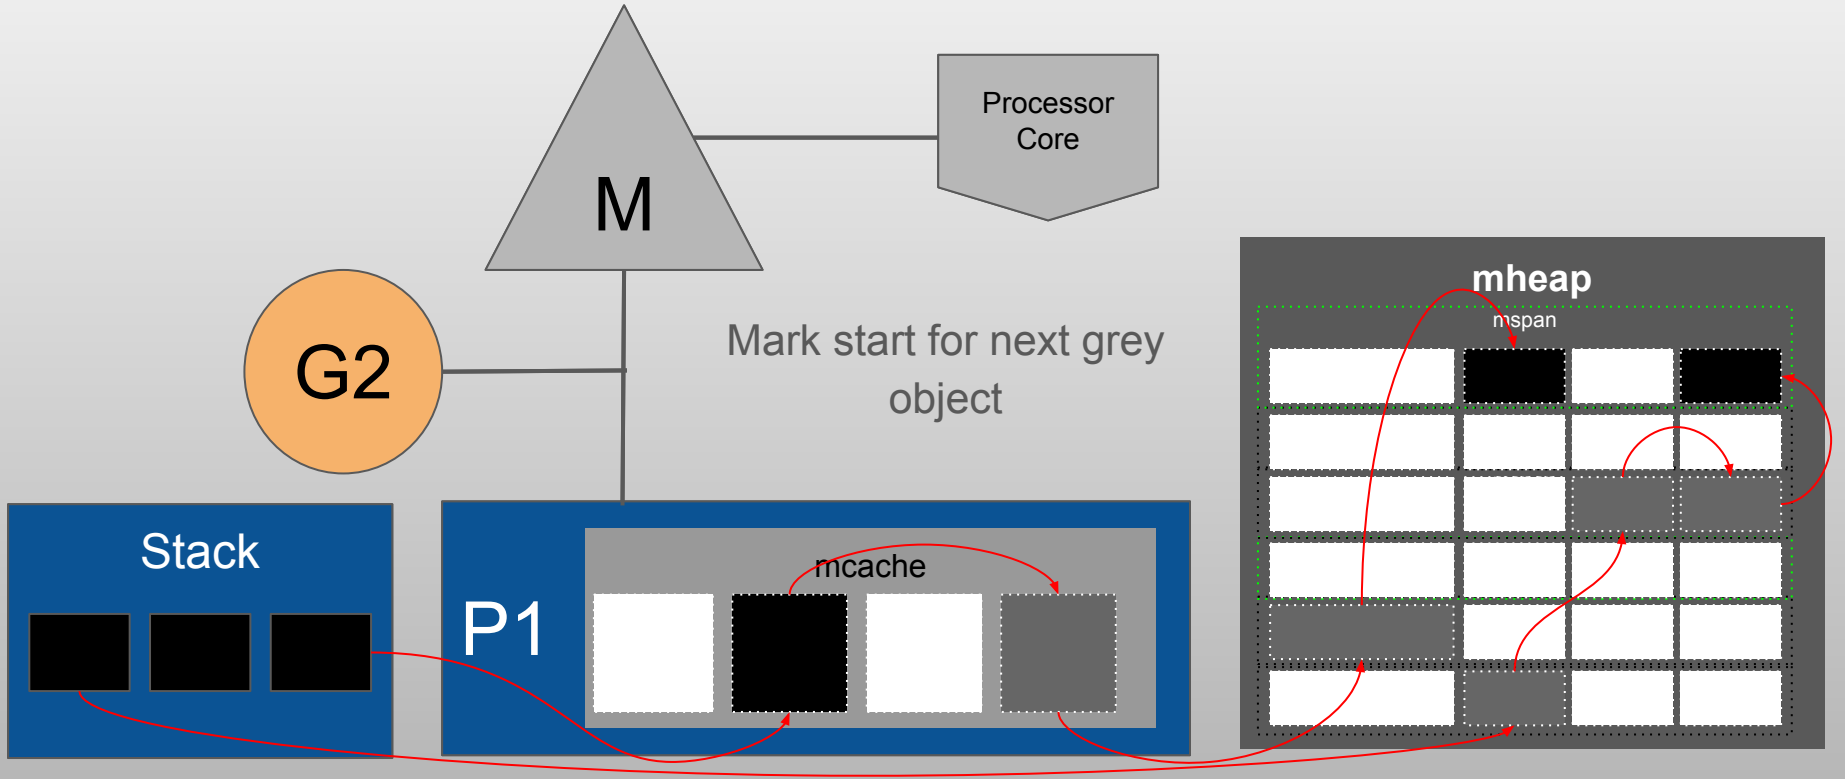 Processor
Core
M
mheap
mspan
G2
Mark start for next grey
object
Stack
mcache
P1